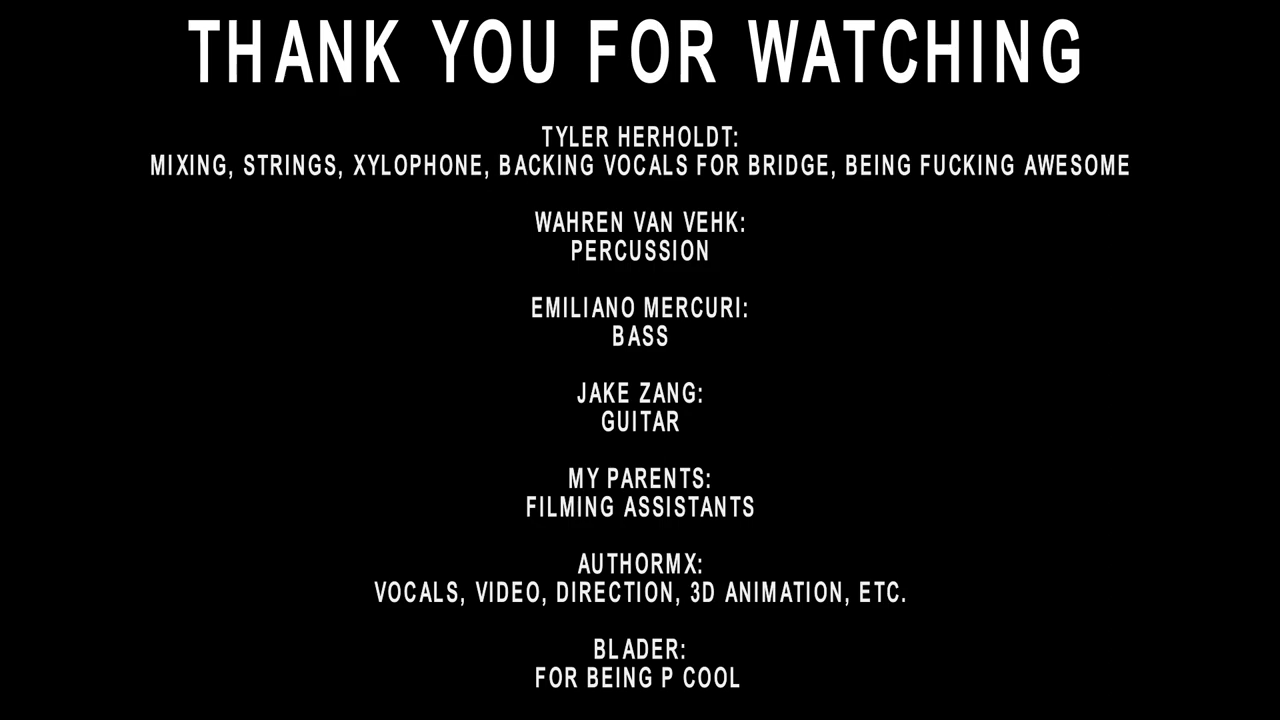 THANK YOU FOR WATCHING
TYLER HERHOLDT:
MIXING, STRINGS, XYLOPHONE, BACKING VOCALS FOR BRIDGE, BEING FUCKING AWESOME
WAHREN VAN VEHK:
PERCUSSION
EMILIANO MERCURI:
BASS
JAKE ZANG:
GUITAR
MY PARENTS:
FILMING ASSISTANTS
AUTHORMX:
VOCALS, VIDEO, DIRECTION, 3D ANIMATION, ETC.
BLADER:
FOR BEING P COOL